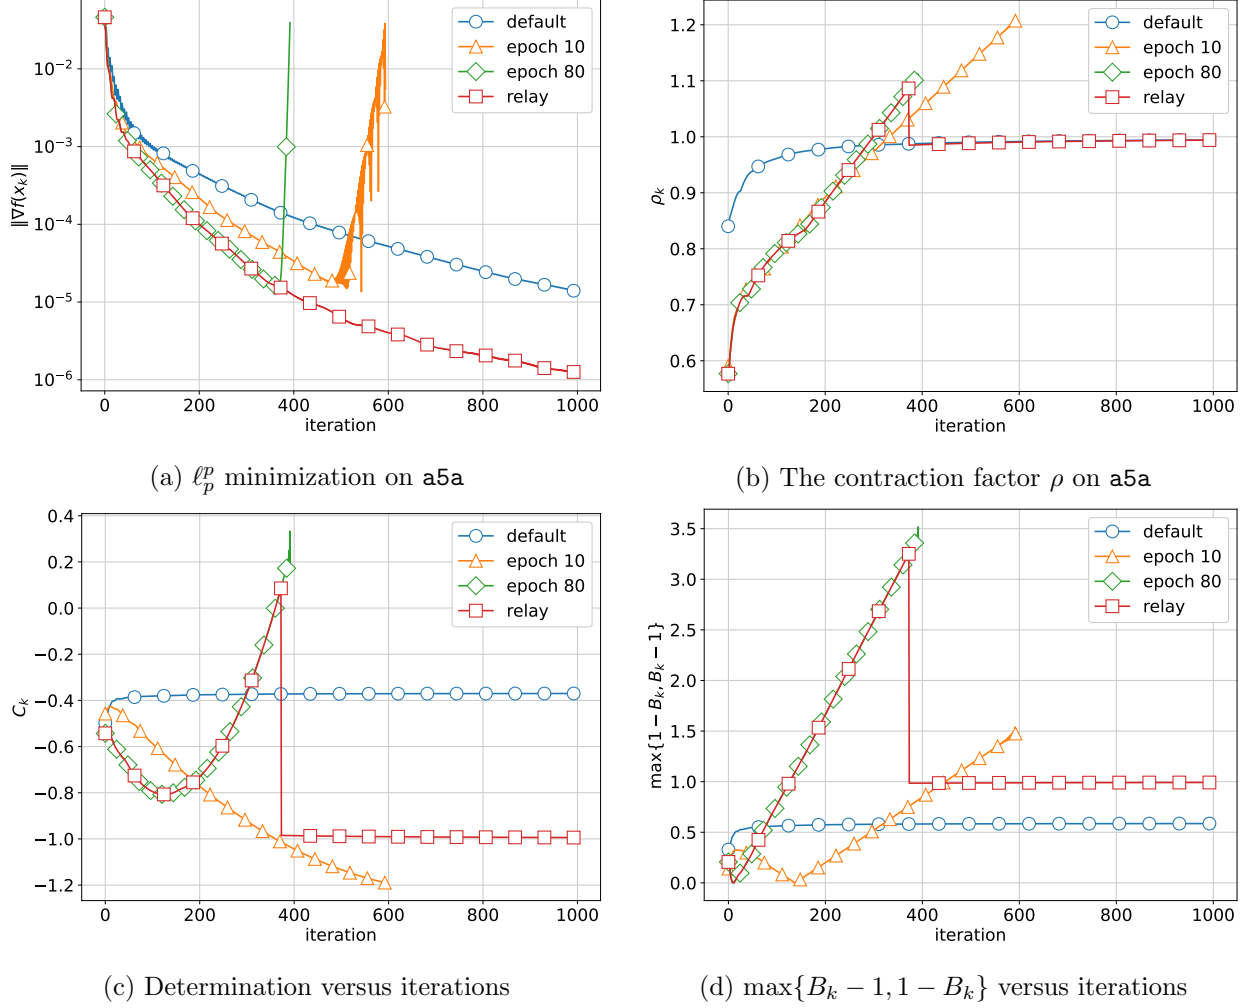 10⁻²
10⁻³
10⁻⁴
10⁻⁵
10⁻⁶
‖∇f(x_k)‖
0 200 400 600 800 1000
iteration
default
epoch 10
epoch 80
relay
(a) ℓ_p^p minimization on a5a
1.2
1.1
1.0
0.9
0.8
0.7
0.6
ρ_k
0 200 400 600 800 1000
iteration
default
epoch 10
epoch 80
relay
(b) The contraction factor ρ on a5a
0.4
0.2
0.0
−0.2
−0.4
−0.6
−0.8
−1.0
−1.2
C_k
0 200 400 600 800 1000
iteration
default
epoch 10
epoch 80
relay
(c) Determination versus iterations
3.5
3.0
2.5
2.0
1.5
1.0
0.5
0.0
max{1 − B_k, B_k − 1}
0 200 400 600 800 1000
iteration
default
epoch 10
epoch 80
relay
(d) max{B_k − 1, 1 − B_k} versus iterations